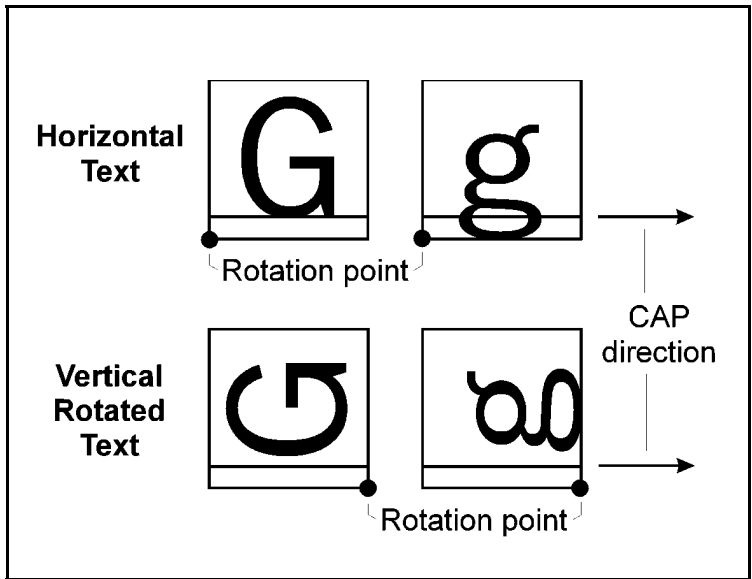 Horizontal
Text
G
g
Rotation point
CAP
direction
Vertical
Rotated
Text
G
g
Rotation point